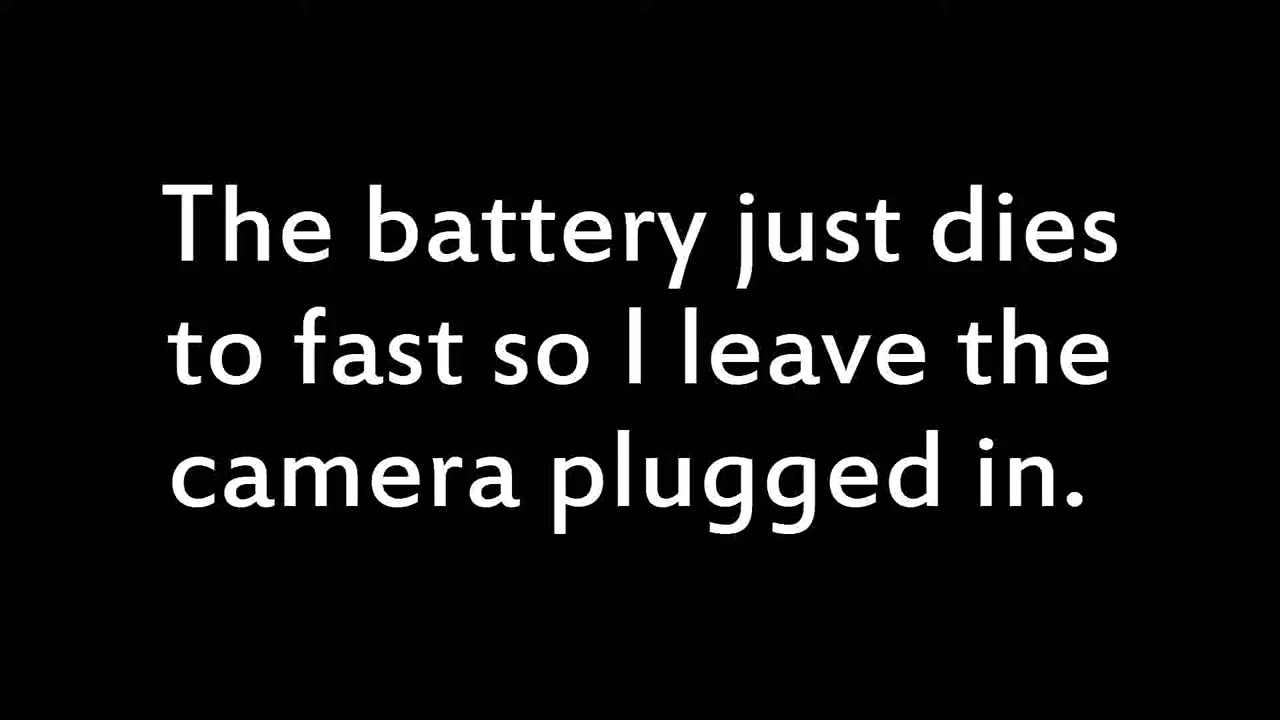 The battery just dies
to fast so I leave the
camera plugged in.